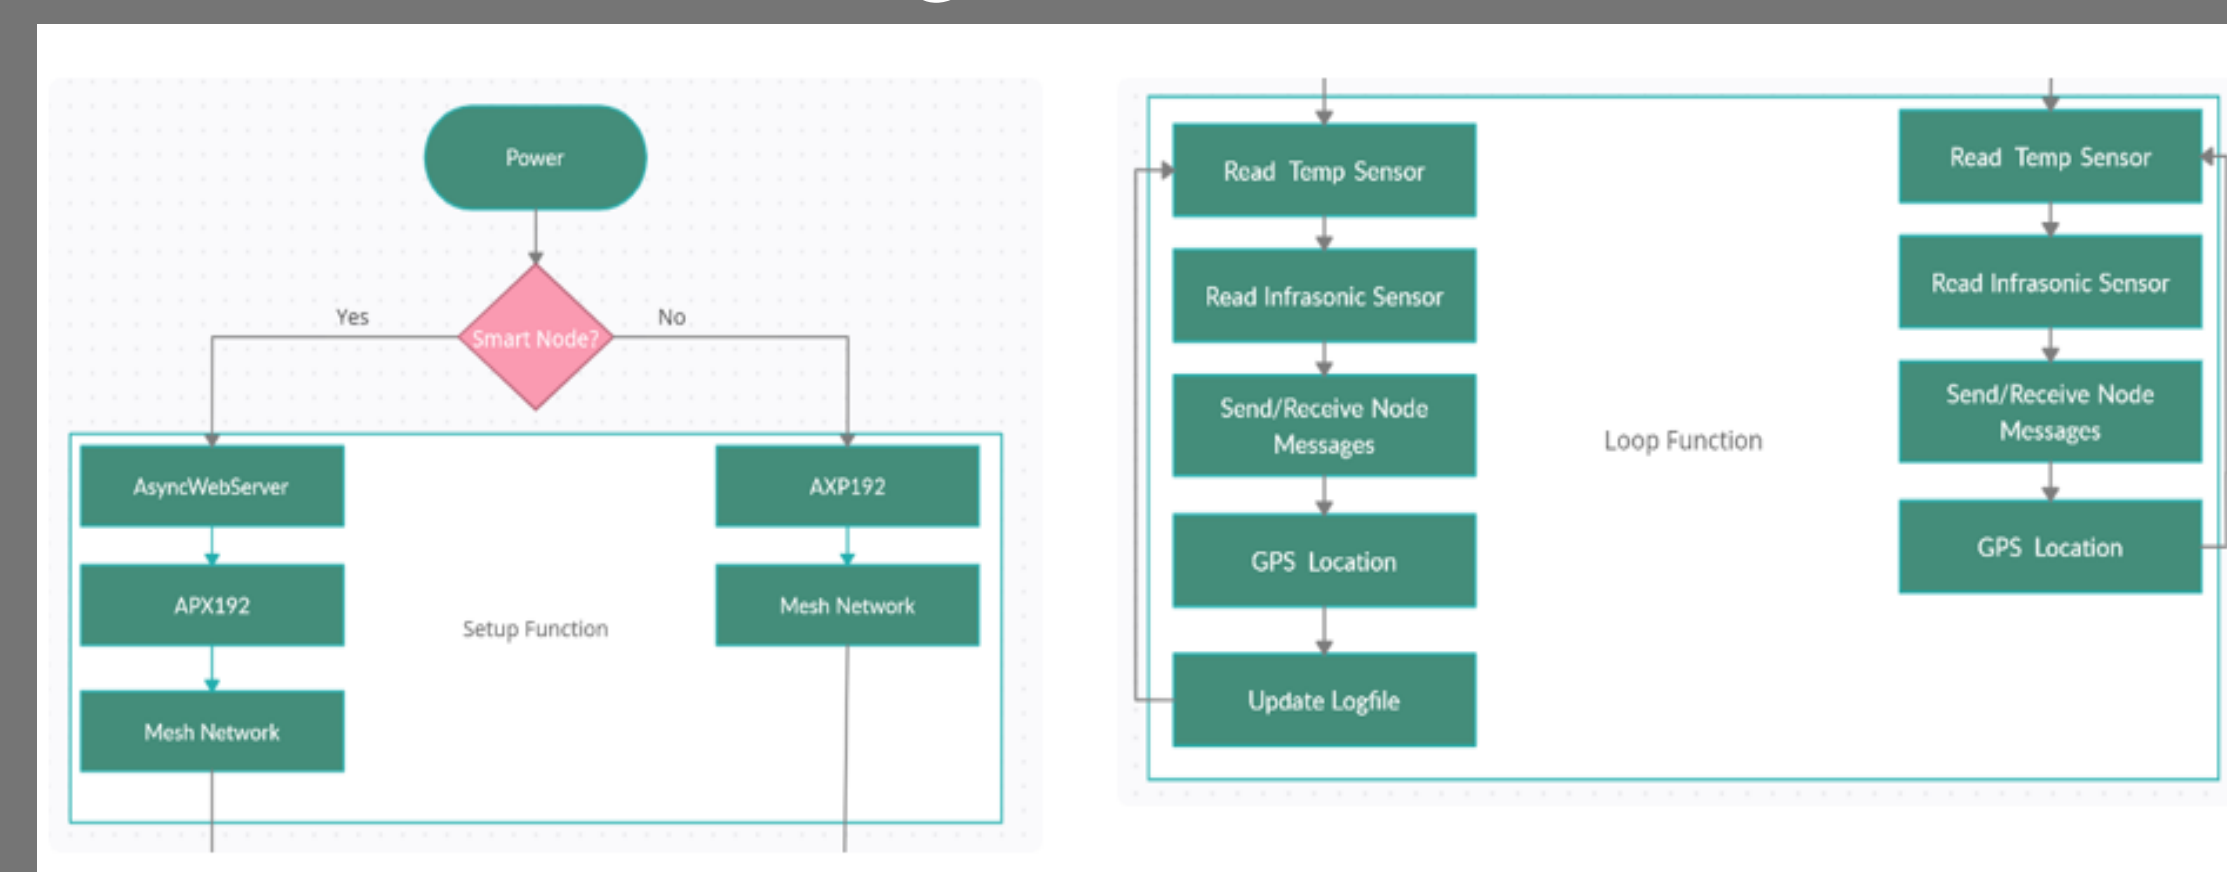 Power
Smart Node?
Yes
No
AsyncWebServer
APX192
Mesh Network
Setup Function
AXP192
Mesh Network
Read Temp Sensor
Read Infrasonic Sensor
Send/Receive Node
Messages
GPS Location
Update Logfile
Loop Function
Read Temp Sensor
Read Infrasonic Sensor
Send/Receive Node
Messages
GPS Location